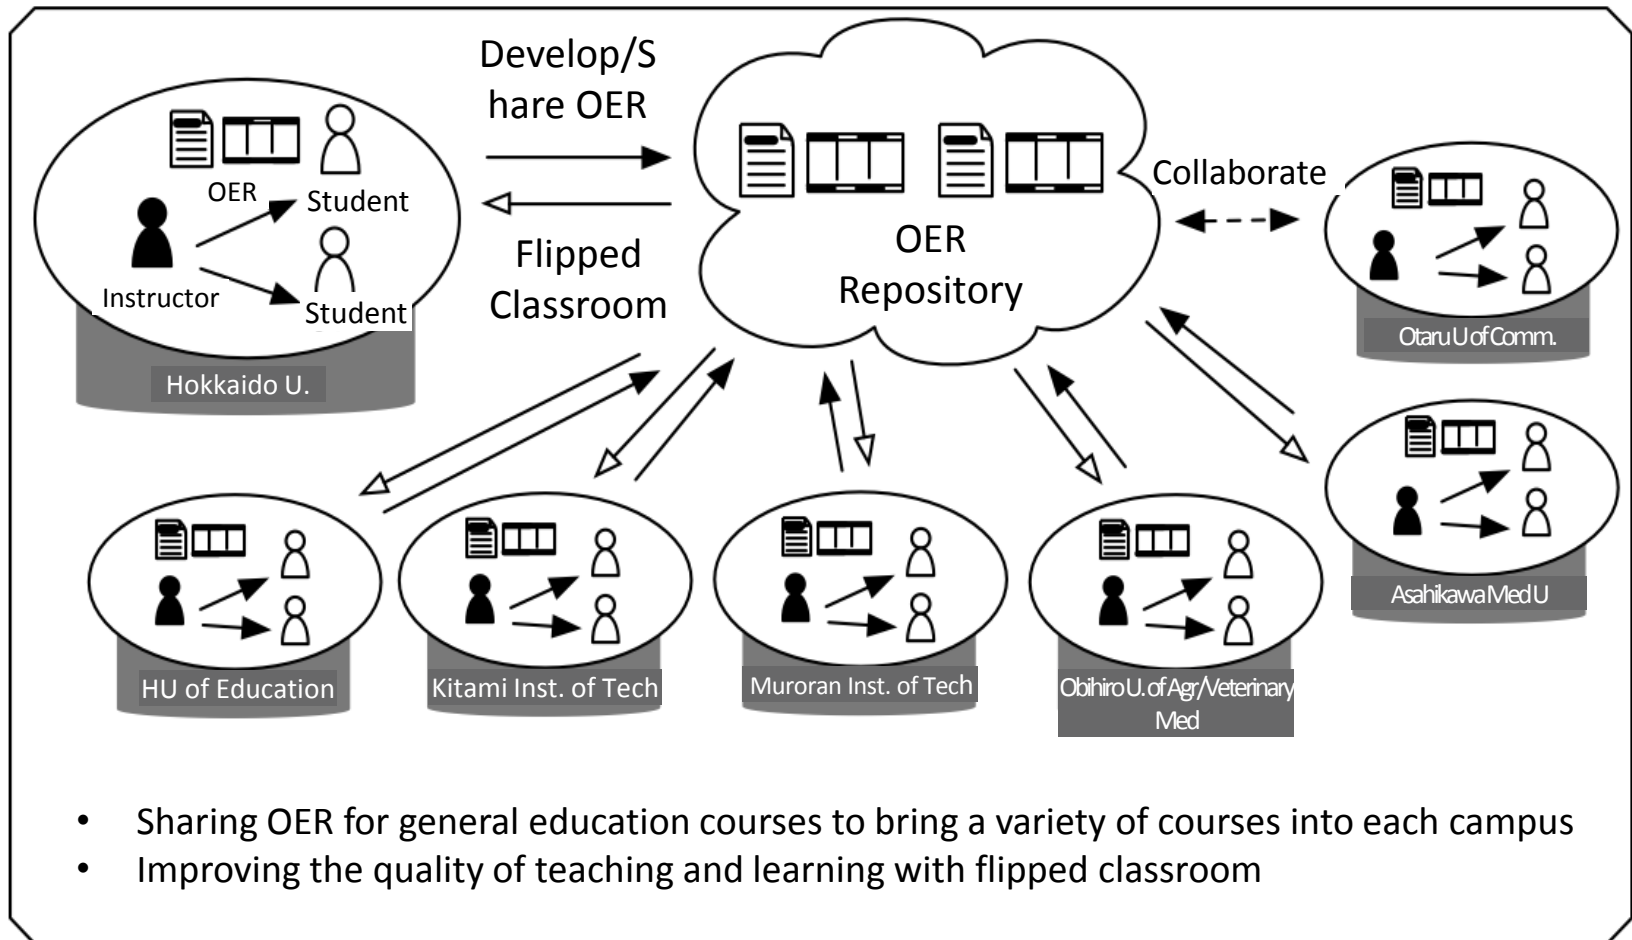 Develop/S
hare OER
OER
Student
Instructor
Student
Hokkaido U.
Flipped
Classroom
OER
Repository
Collaborate
Otaru U of Comm.
Asahikawa Med U
HU of Education
Kitami Inst. of Tech
Muroran Inst. of Tech
Obihiro U. of Agr/Veterinary
Med
• Sharing OER for general education courses to bring a variety of courses into each campus
• Improving the quality of teaching and learning with flipped classroom